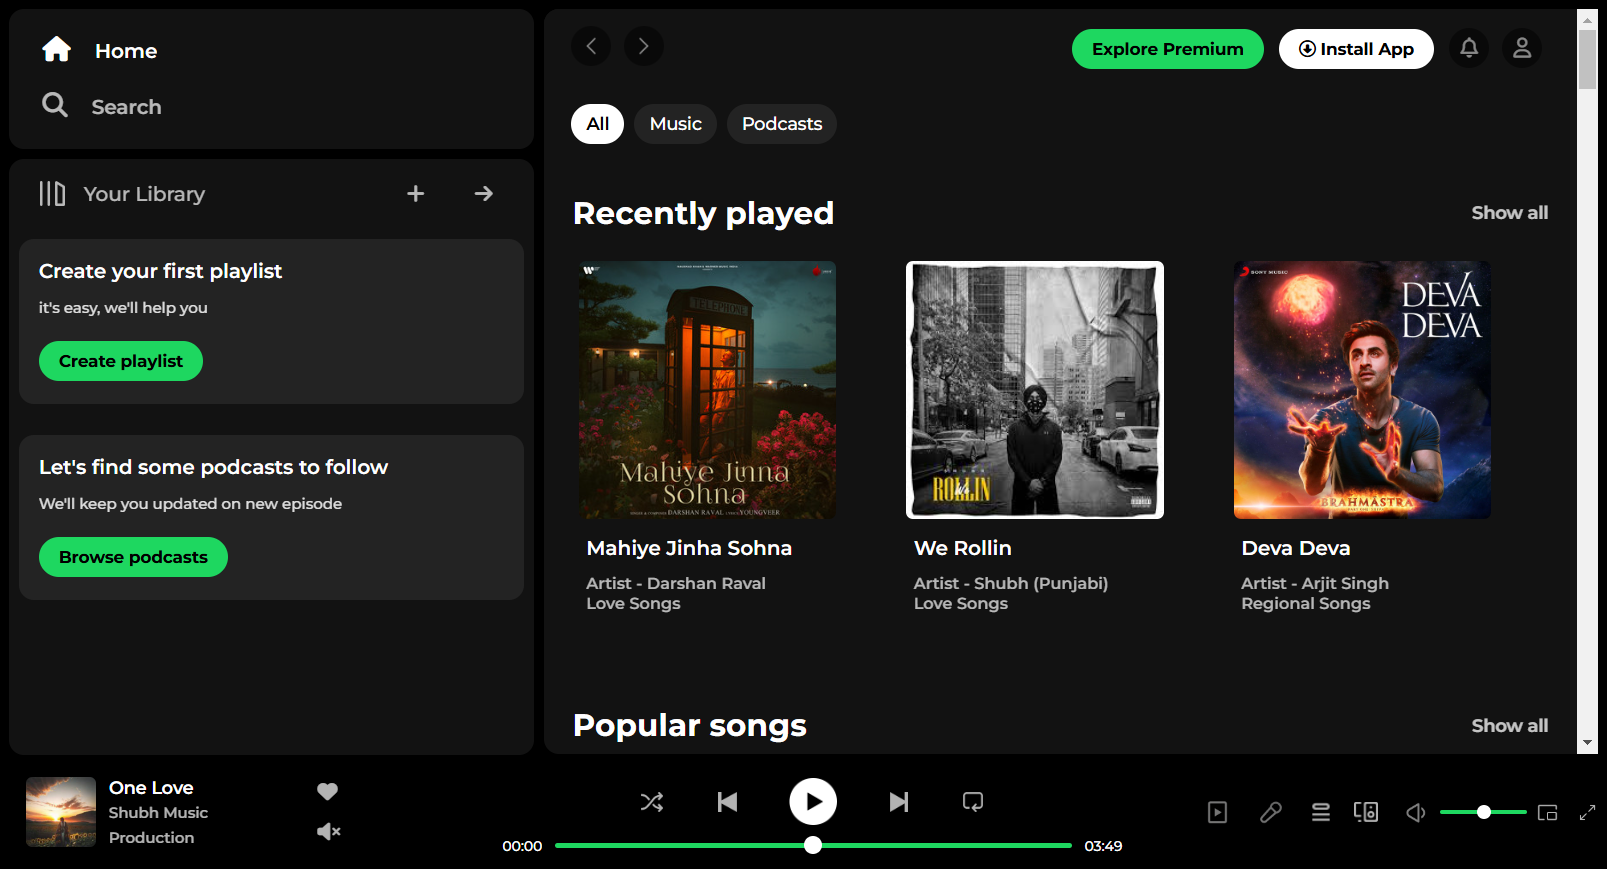 Home
Search
Your Library
Create your first playlist
it's easy, we'll help you
Create playlist
Let's find some podcasts to follow
We'll keep you updated on new episode
Browse podcasts
Explore Premium
Install App
All
Music
Podcasts
Recently played
Show all
TELEPHONE
Mahiye Jinna
Sohna
DARSHAN RAVAL
YOUNGVEER
We
ROLLIN
SONY MUSIC
DEVA
DEVA
BRAHMĀSTRA
Mahiye Jinha Sohna
Artist - Darshan Raval
Love Songs
We Rollin
Artist - Shubh (Punjabi)
Love Songs
Deva Deva
Artist - Arjit Singh
Regional Songs
Popular songs
Show all
One Love
Shubh Music
Production
00:00
03:49